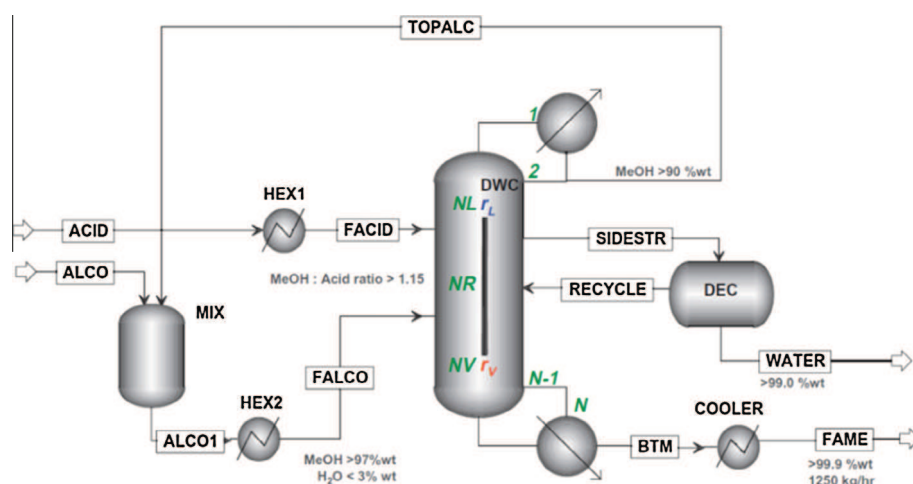 TOPALC
1
2
MeOH >90 %wt
DWC
HEX1
NL rL
ACID
FACID
SIDESTR
ALCO
MeOH : Acid ratio > 1.15
NR
RECYCLE
DEC
MIX
NV rV
WATER
>99.0 %wt
FALCO
N-1
N
HEX2
COOLER
ALCO1
BTM
FAME
MeOH >97%wt
H2O < 3% wt
>99.9 %wt
1250 kg/hr